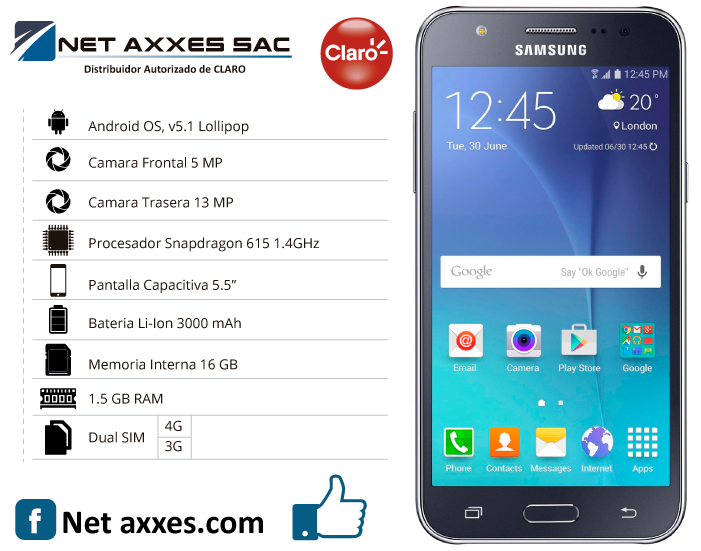 NET AXXES SAC
Distribuidor Autorizado de CLARO
Claro
Android OS, v5.1 Lollipop
Camara Frontal 5 MP
Camara Trasera 13 MP
Procesador Snapdragon 615 1.4GHz
Pantalla Capacitiva 5.5”
Bateria Li-Ion 3000 mAh
Memoria Interna 16 GB
1.5 GB RAM
Dual SIM
4G
3G
f Net axxes.com
SAMSUNG
12:45 PM
12:45
20°
London
Tue, 30 June
Updated 06/30 12:45
Google
Say "Ok Google"
Email
Camera
Play Store
Google
Phone
Contacts
Messages
Internet
Apps